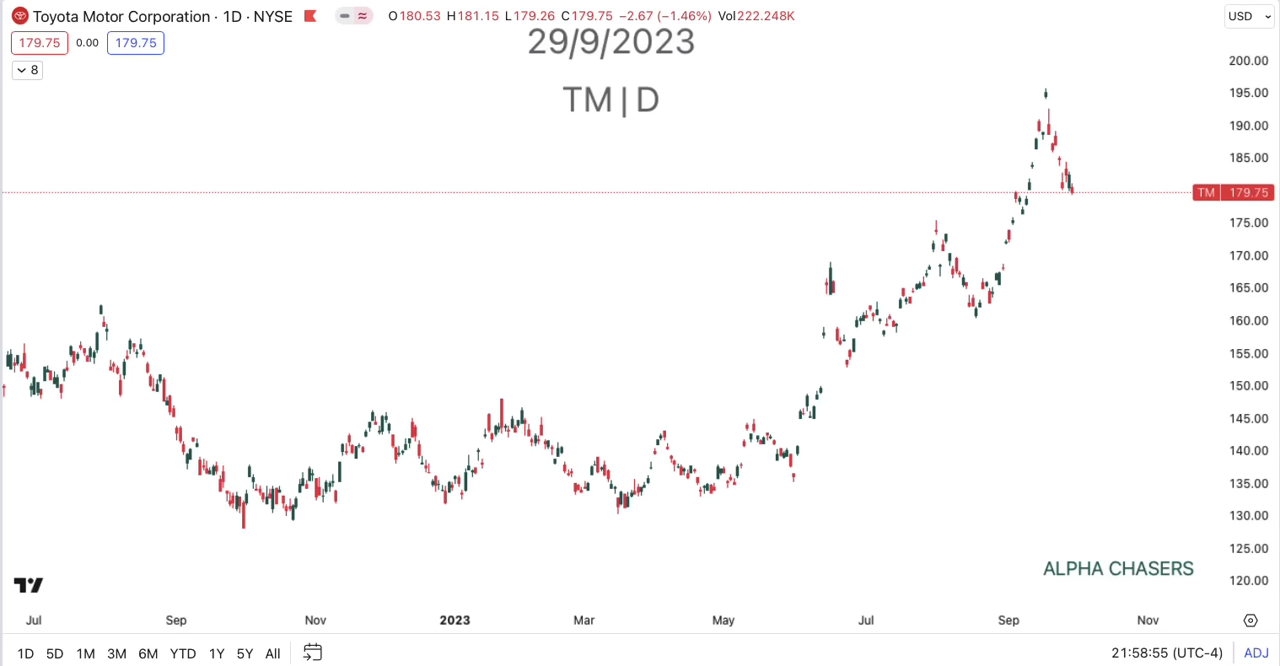 Toyota Motor Corporation · 1D · NYSE O180.53 H181.15 L179.26 C179.75 −2.67 (−1.46%) Vol222.248K USD
179.75 0.00 179.75
29/9/2023
8
TM|D
200.00
195.00
190.00
185.00
TM 179.75
175.00
170.00
165.00
160.00
155.00
150.00
145.00
140.00
135.00
130.00
125.00
ALPHA CHASERS
120.00
Jul Sep Nov 2023 Mar May Jul Sep Nov
1D 5D 1M 3M 6M YTD 1Y 5Y All 21:58:55 (UTC-4) ADJ